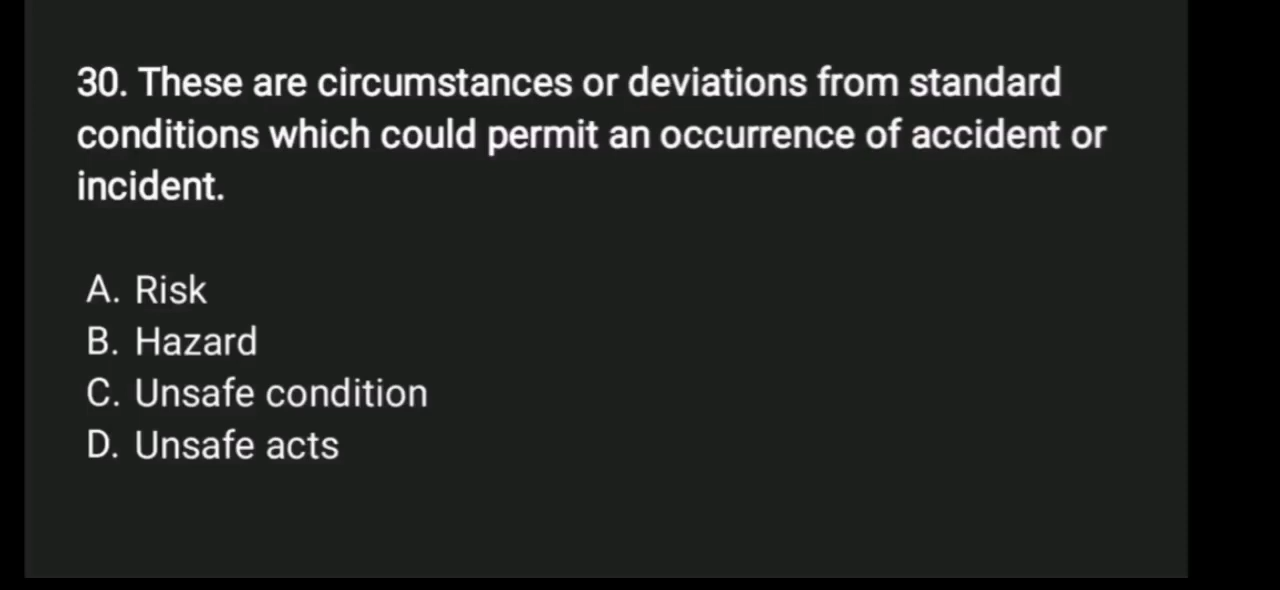 30. These are circumstances or deviations from standard
conditions which could permit an occurrence of accident or
incident.
A. Risk
B. Hazard
C. Unsafe condition
D. Unsafe acts